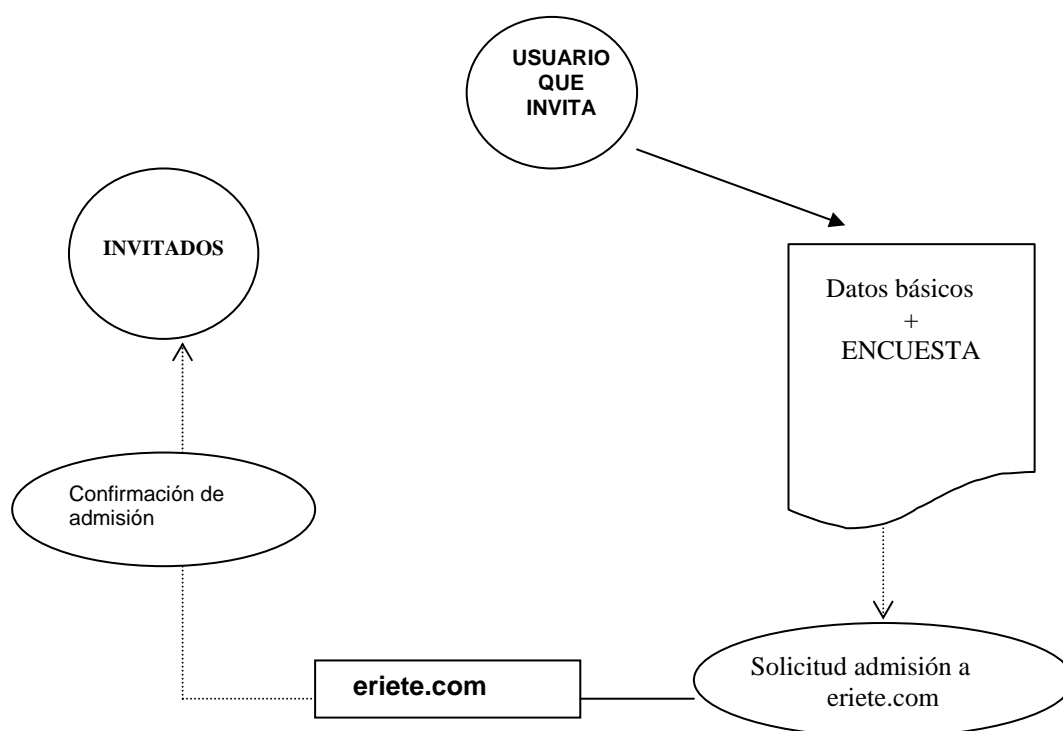 USUARIO
QUE
INVITA
INVITADOS
Datos básicos
+
ENCUESTA
Confirmación de
admisión
Solicitud admisión a
eriete.com
eriete.com